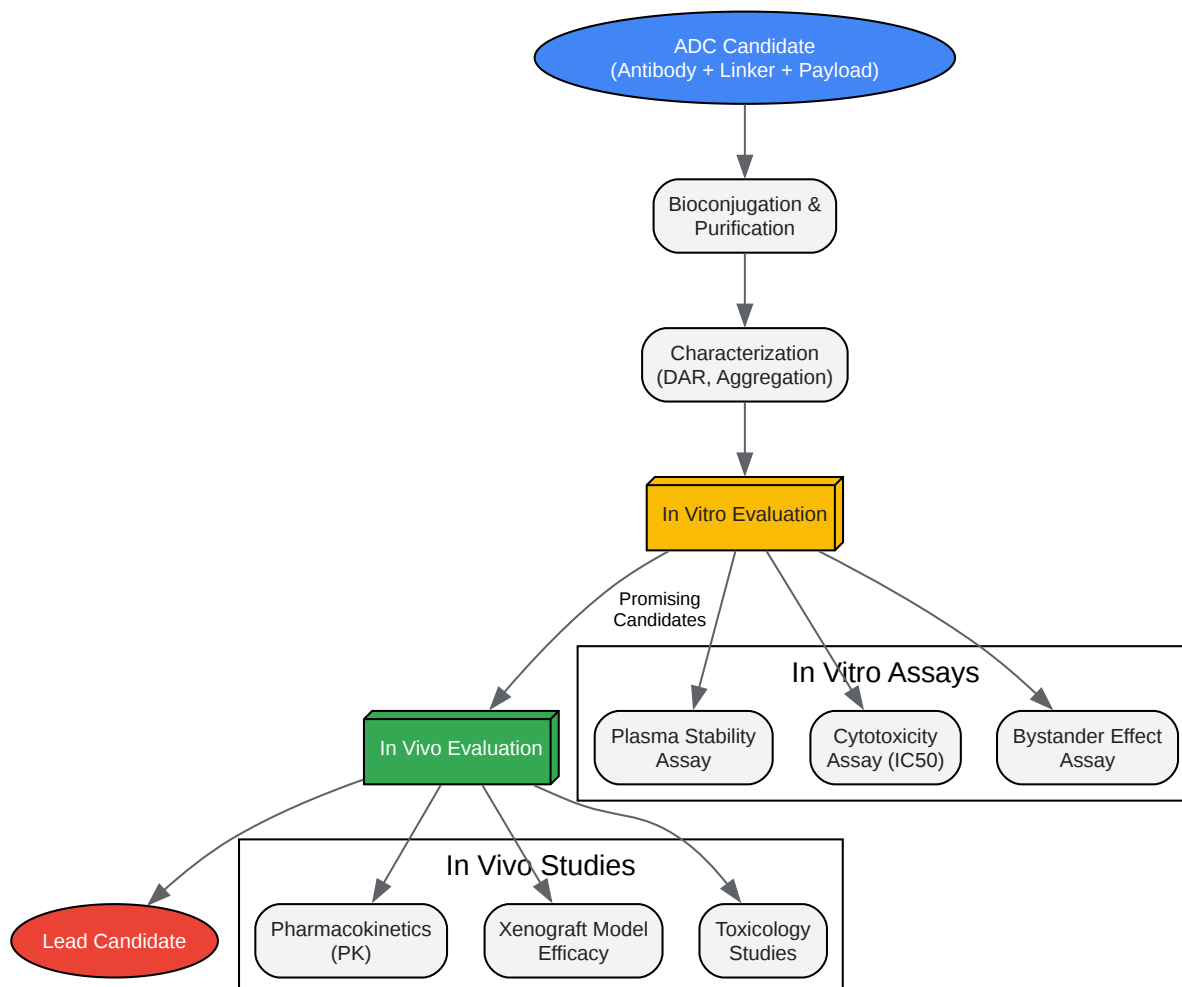 ADC Candidate
(Antibody + Linker + Payload)
Bioconjugation &
Purification
Characterization
(DAR, Aggregation)
In Vitro Evaluation
Promising
Candidates
In Vitro Assays
Plasma Stability
Assay
Cytotoxicity
Assay (IC50)
Bystander Effect
Assay
In Vivo Evaluation
In Vivo Studies
Lead Candidate
Pharmacokinetics
(PK)
Xenograft Model
Efficacy
Toxicology
Studies